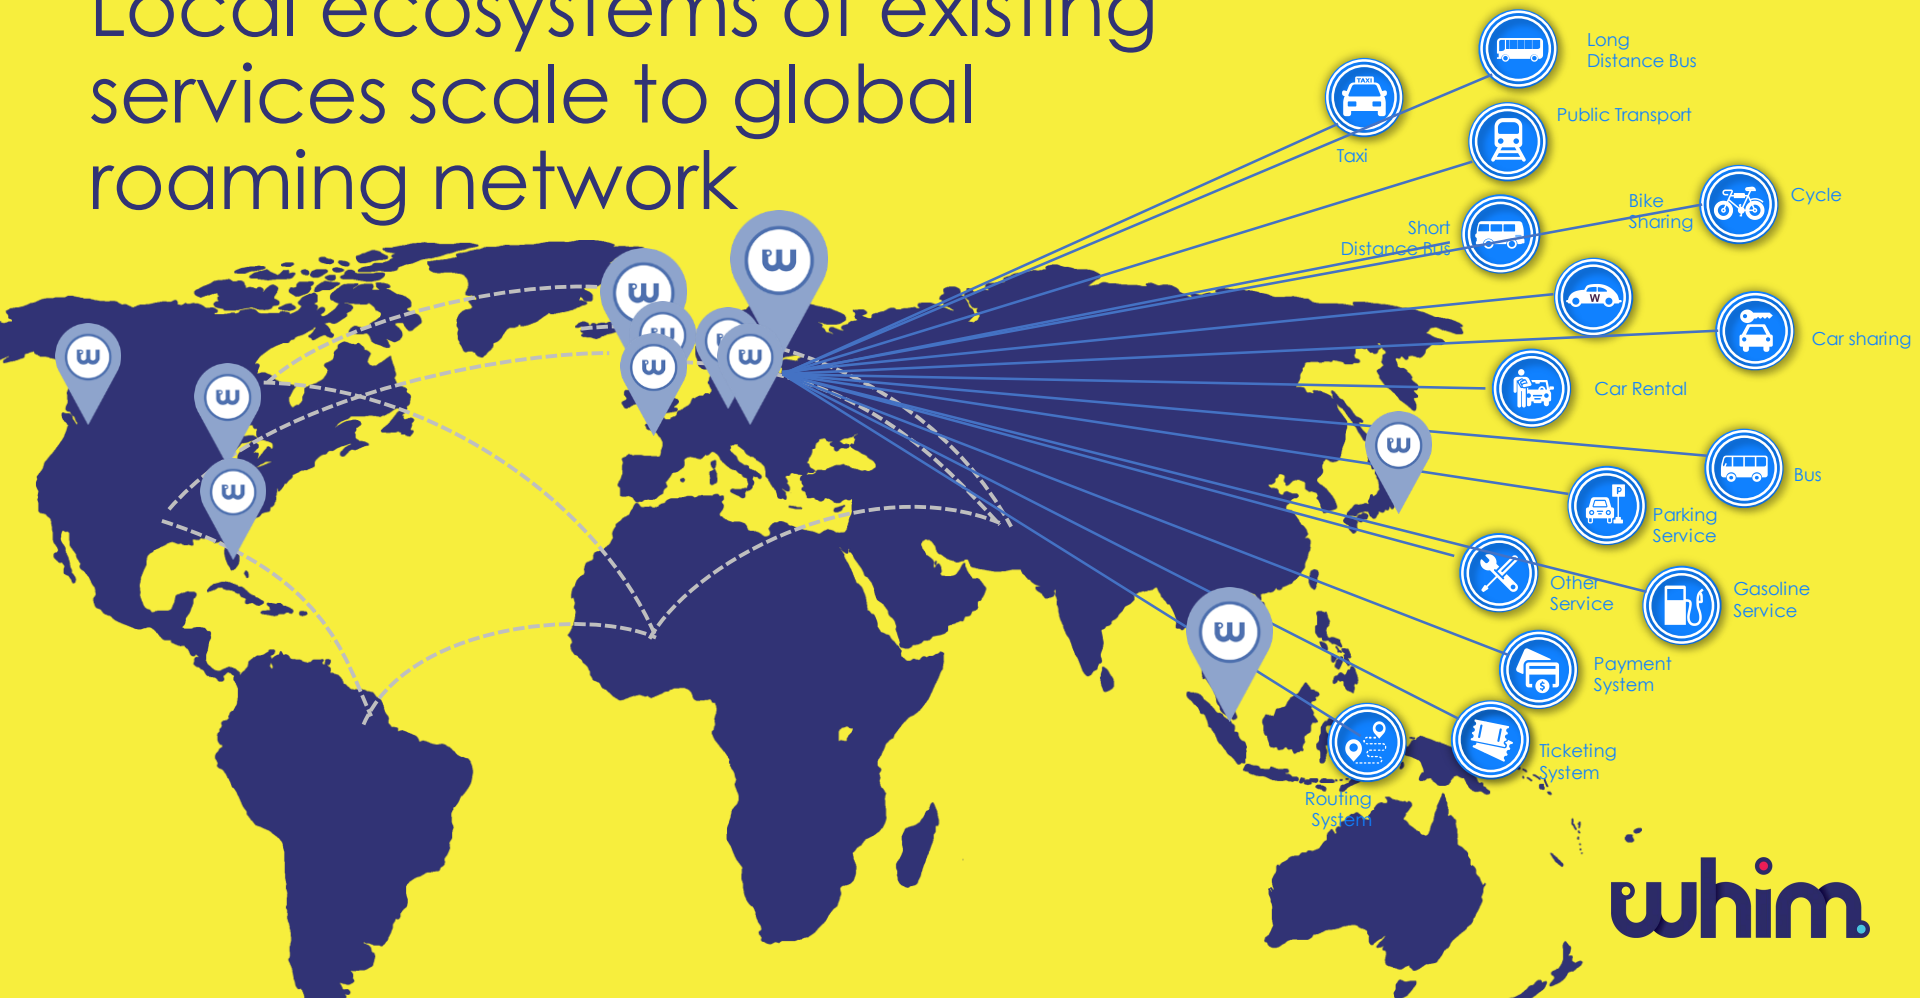 Local ecosystems of existing
services scale to global
roaming network
Long
Distance Bus
TAXI
Taxi
Public Transport
Bike
Sharing
Cycle
Short
Distance Bus
W
Car sharing
Car Rental
Bus
P
Parking
Service
Other
Service
Gasoline
Service
$
Payment
System
Ticketing
System
Routing
System
w
w
w
w
w
w
w
w
w
w
w
whim.